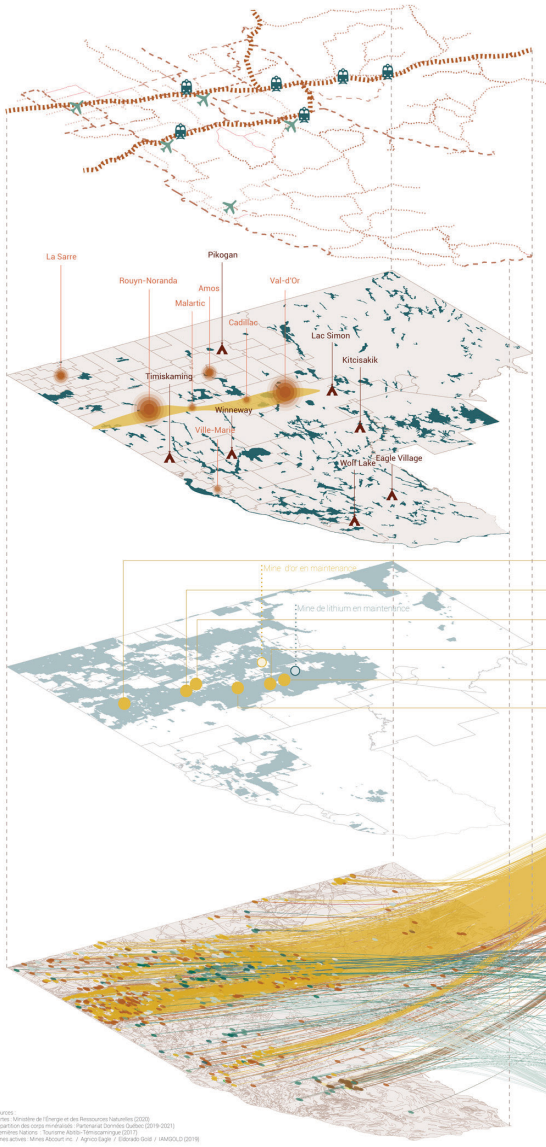 Pikogan
La Sarre
Rouyn-Noranda
Amos
Val-d'Or
Malartic
Cadillac
Lac Simon
Kitcisakik
Timiskaming
Winneway
Ville-Marie
Eagle Village
Wolf Lake
Mine d'or en maintenance
Mine de lithium en maintenance
Ministère de l'Énergie et des Ressources Naturelles (2020)
partition des corps minéralisés : Partenariat Données Québec (2019-2021)
emières Nations : Tourisme Abitibi-Témiscamingue (2017)
nes actives : Mines Abcourt inc. / Agnico Eagle / Eldorado Gold / IAMGOLD (2019)